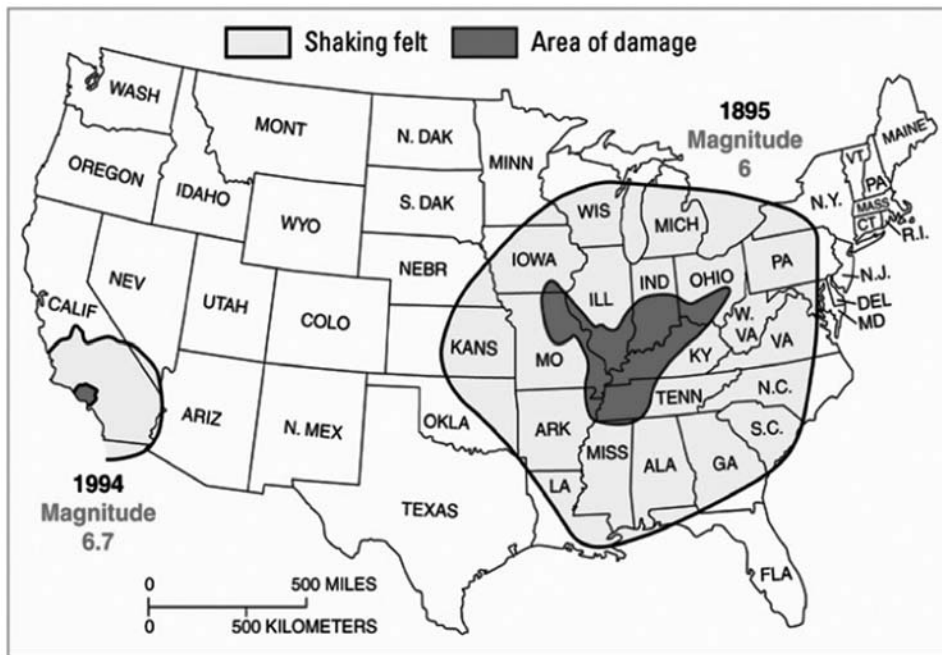 Shaking felt
Area of damage
1895
Magnitude
6
WASH
MONT
N. DAK
MINN
MAINE
VT
OREGON
IDAHO
S. DAK
WIS
MICH
N.Y.
PA
MASS
CT
R.I.
WYO
NEBR
IOWA
IND
OHIO
PA
N.J.
NEV
CALIF
UTAH
COLO
KANS
MO
ILL
KY
W.
VA
VA
DEL
MD
ARIZ
N. MEX
OKLA
ARK
TENN
N.C.
S.C.
MISS
ALA
GA
LA
TEXAS
FLA
1994
Magnitude
6.7
0 500 MILES
0 500 KILOMETERS